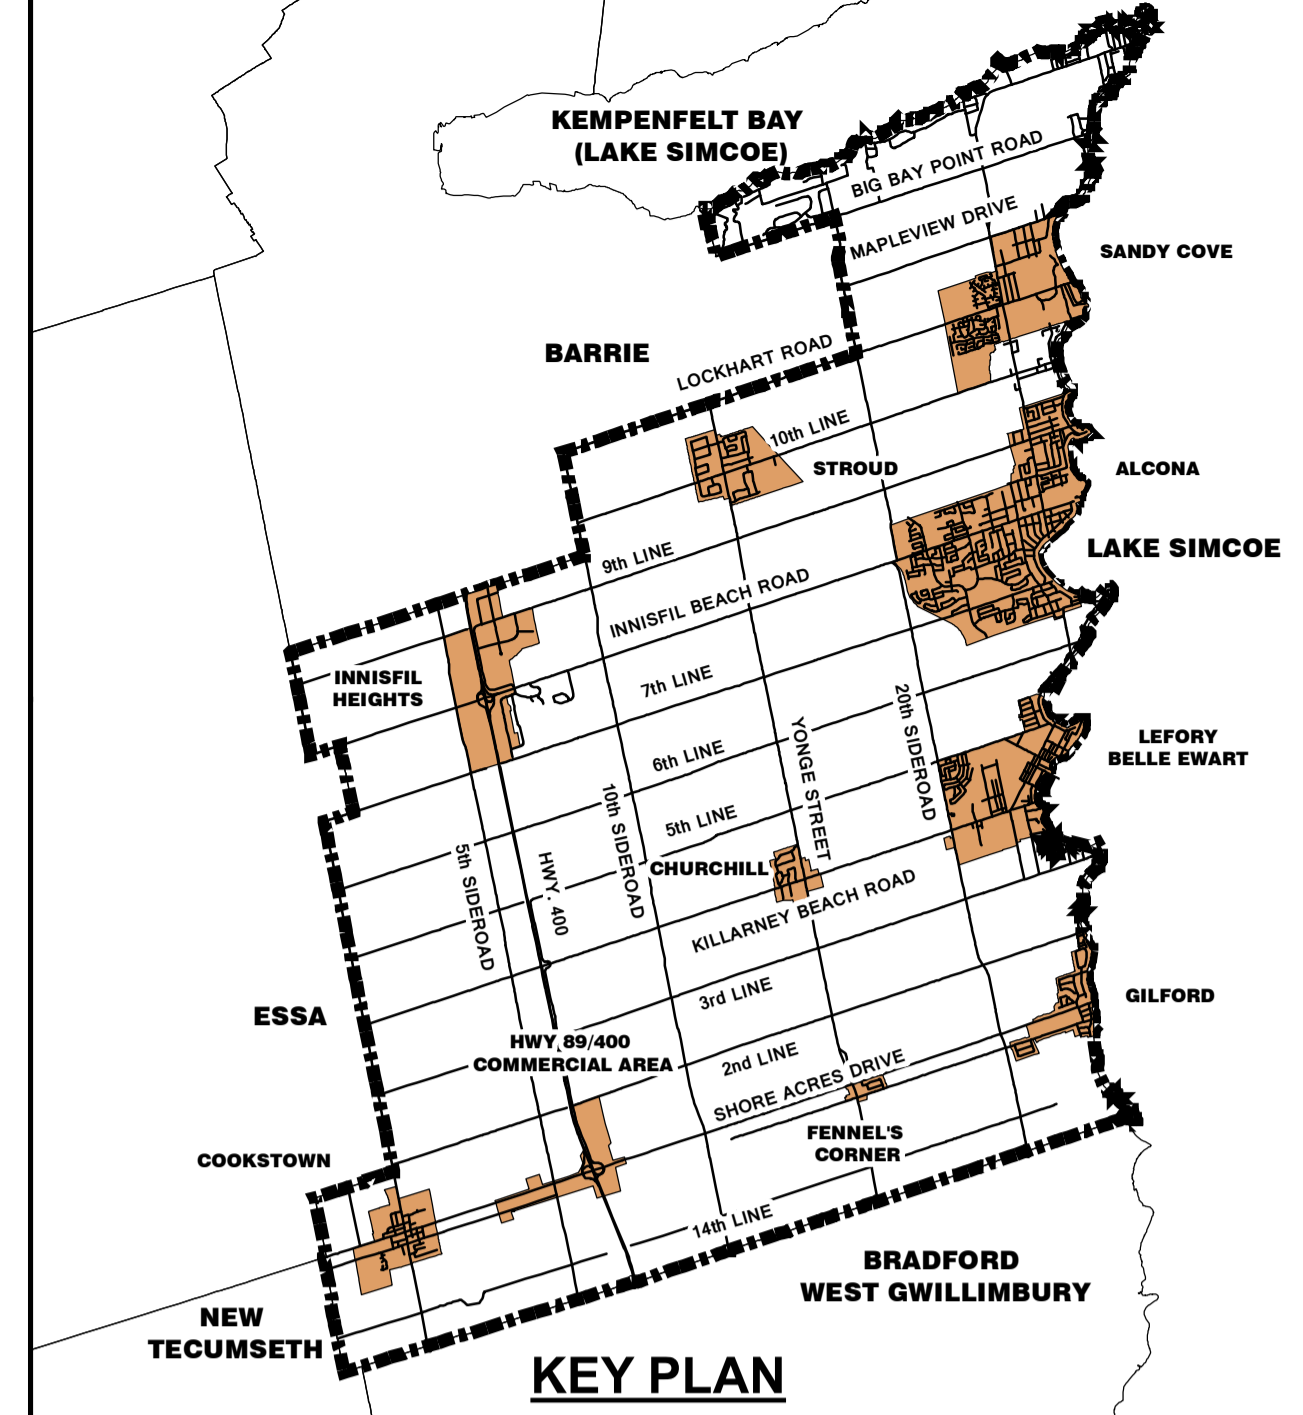 KEMPENFELT BAY
(LAKE SIMCOE)
BIG BAY POINT ROAD
MAPLEVIEW DRIVE
SANDY COVE
BARRIE
LOCKHART ROAD
10th LINE
STROUD
ALCONA
LAKE SIMCOE
9th LINE
INNISFIL BEACH ROAD
INNISFIL
HEIGHTS
7th LINE
20th SIDEROAD
YONGE STREET
LEFORY
BELLE EWART
6th LINE
10th SIDEROAD
5th LINE
5th SIDEROAD
HWY. 400
CHURCHILL
KILLARNEY BEACH ROAD
3rd LINE
GILFORD
ESSA
HWY 89/400
COMMERCIAL AREA
2nd LINE
SHORE ACRES DRIVE
FENNEL'S
CORNER
COOKSTOWN
14th LINE
BRADFORD
WEST GWILLIMBURY
NEW
TECUMSETH
KEY PLAN